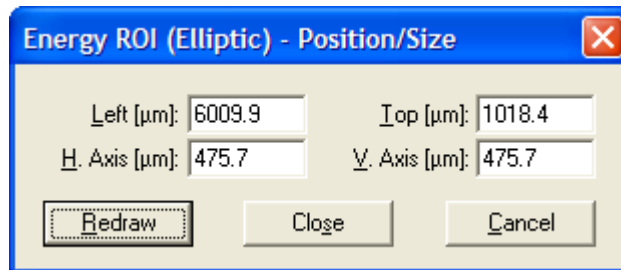 Energy ROI (Elliptic) - Position/Size
Left [µm]: 6009.9 Top [µm]: 1018.4
H. Axis [µm]: 475.7 V. Axis [µm]: 475.7
Redraw Close Cancel